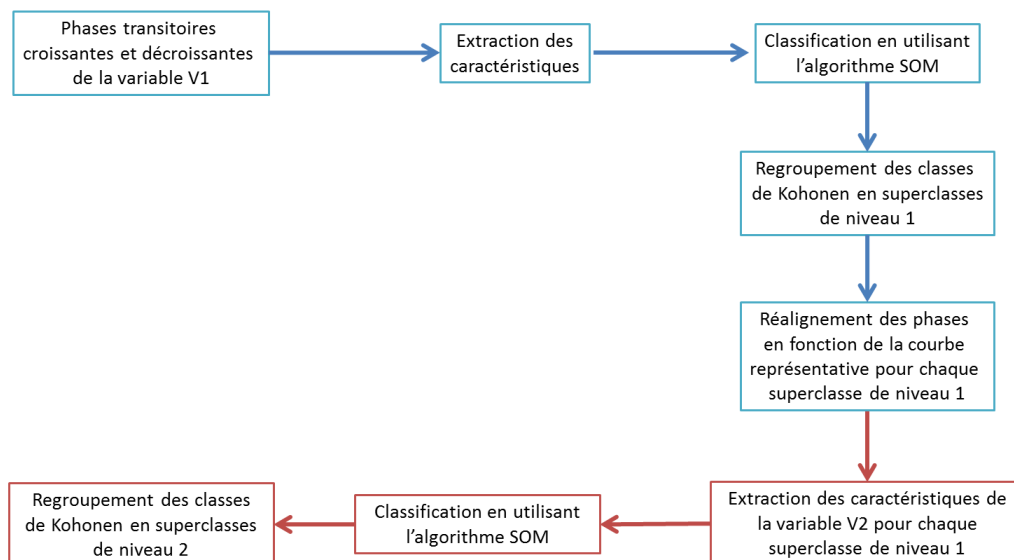 Phases transitoires
croissantes et décroissantes
de la variable V1
Extraction des
caractéristiques
Classification en utilisant
l'algorithme SOM
Regroupement des classes
de Kohonen en superclasses
de niveau 1
Réalignement des phases
en fonction de la courbe
représentative pour chaque
superclasse de niveau 1
Extraction des caractéristiques de
la variable V2 pour chaque
superclasse de niveau 1
Classification en utilisant
l'algorithme SOM
Regroupement des classes
de Kohonen en superclasses
de niveau 2